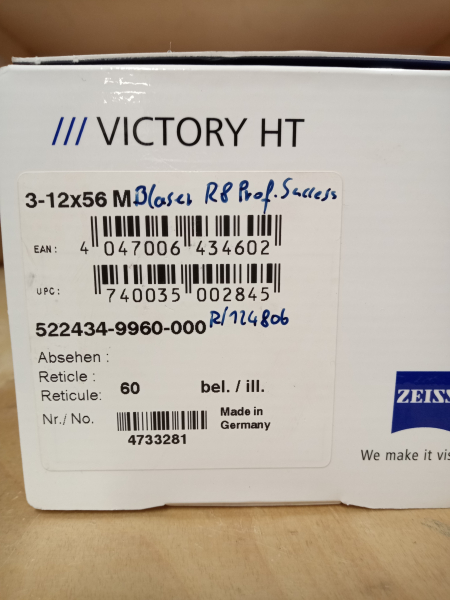 /// VICTORY HT
3-12x56 M Blaser R8 Prof. Success
EAN: 4 047006 434602
UPC: 740035 002845
522434-9960-000 R/124806
Absehen :
Reticle :
Reticule: 60 bel. / ill.
Nr./ No. 4733281
Made in
Germany
ZEISS
We make it vis